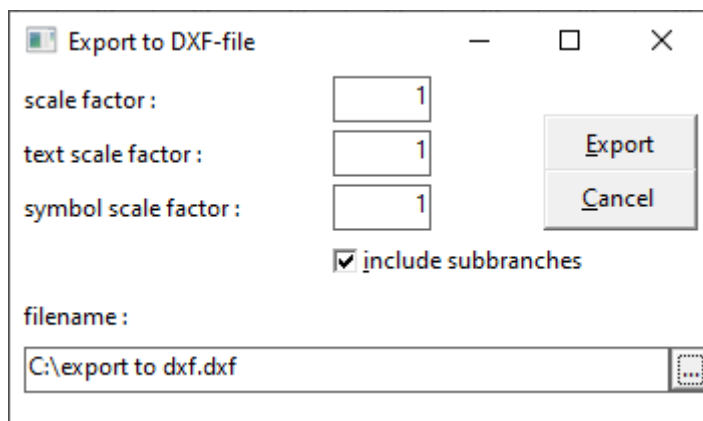 Export to DXF-file
scale factor : 1
text scale factor : 1
symbol scale factor : 1
Export
Cancel
include subbranches
filename :
C:\export to dxf.dxf ...